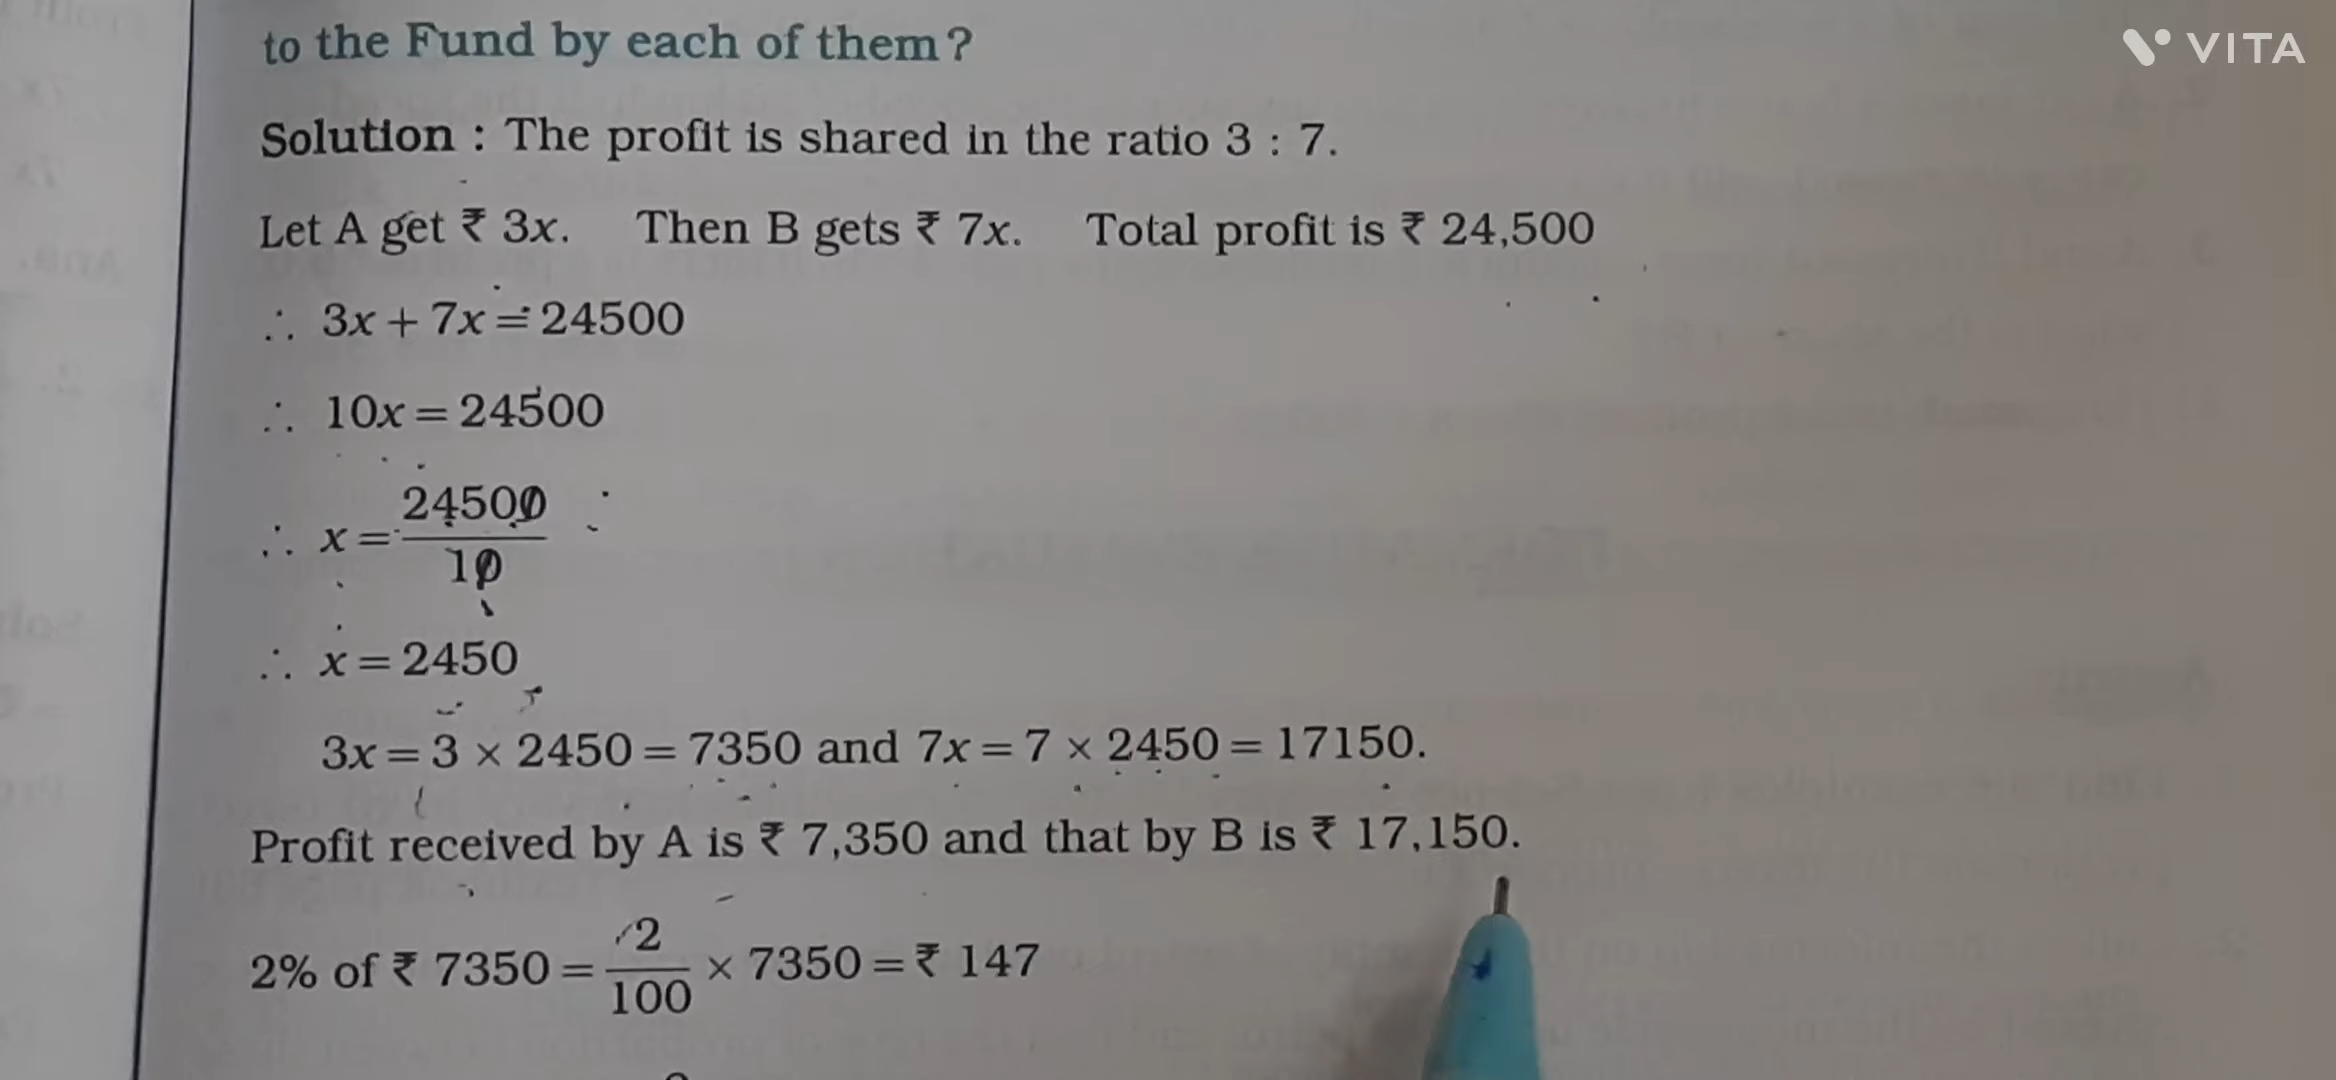 to the Fund by each of them?
VITA
Solution : The profit is shared in the ratio 3 : 7.
Let A get ₹ 3x. Then B gets ₹ 7x. Total profit is ₹ 24,500
∴ 3x + 7x = 24500
∴ 10x = 24500
∴ x = 24500/10
∴ x = 2450
3x = 3 × 2450 = 7350 and 7x = 7 × 2450 = 17150.
Profit received by A is ₹ 7,350 and that by B is ₹ 17,150.
2% of ₹ 7350 = 2/100 × 7350 = ₹ 147